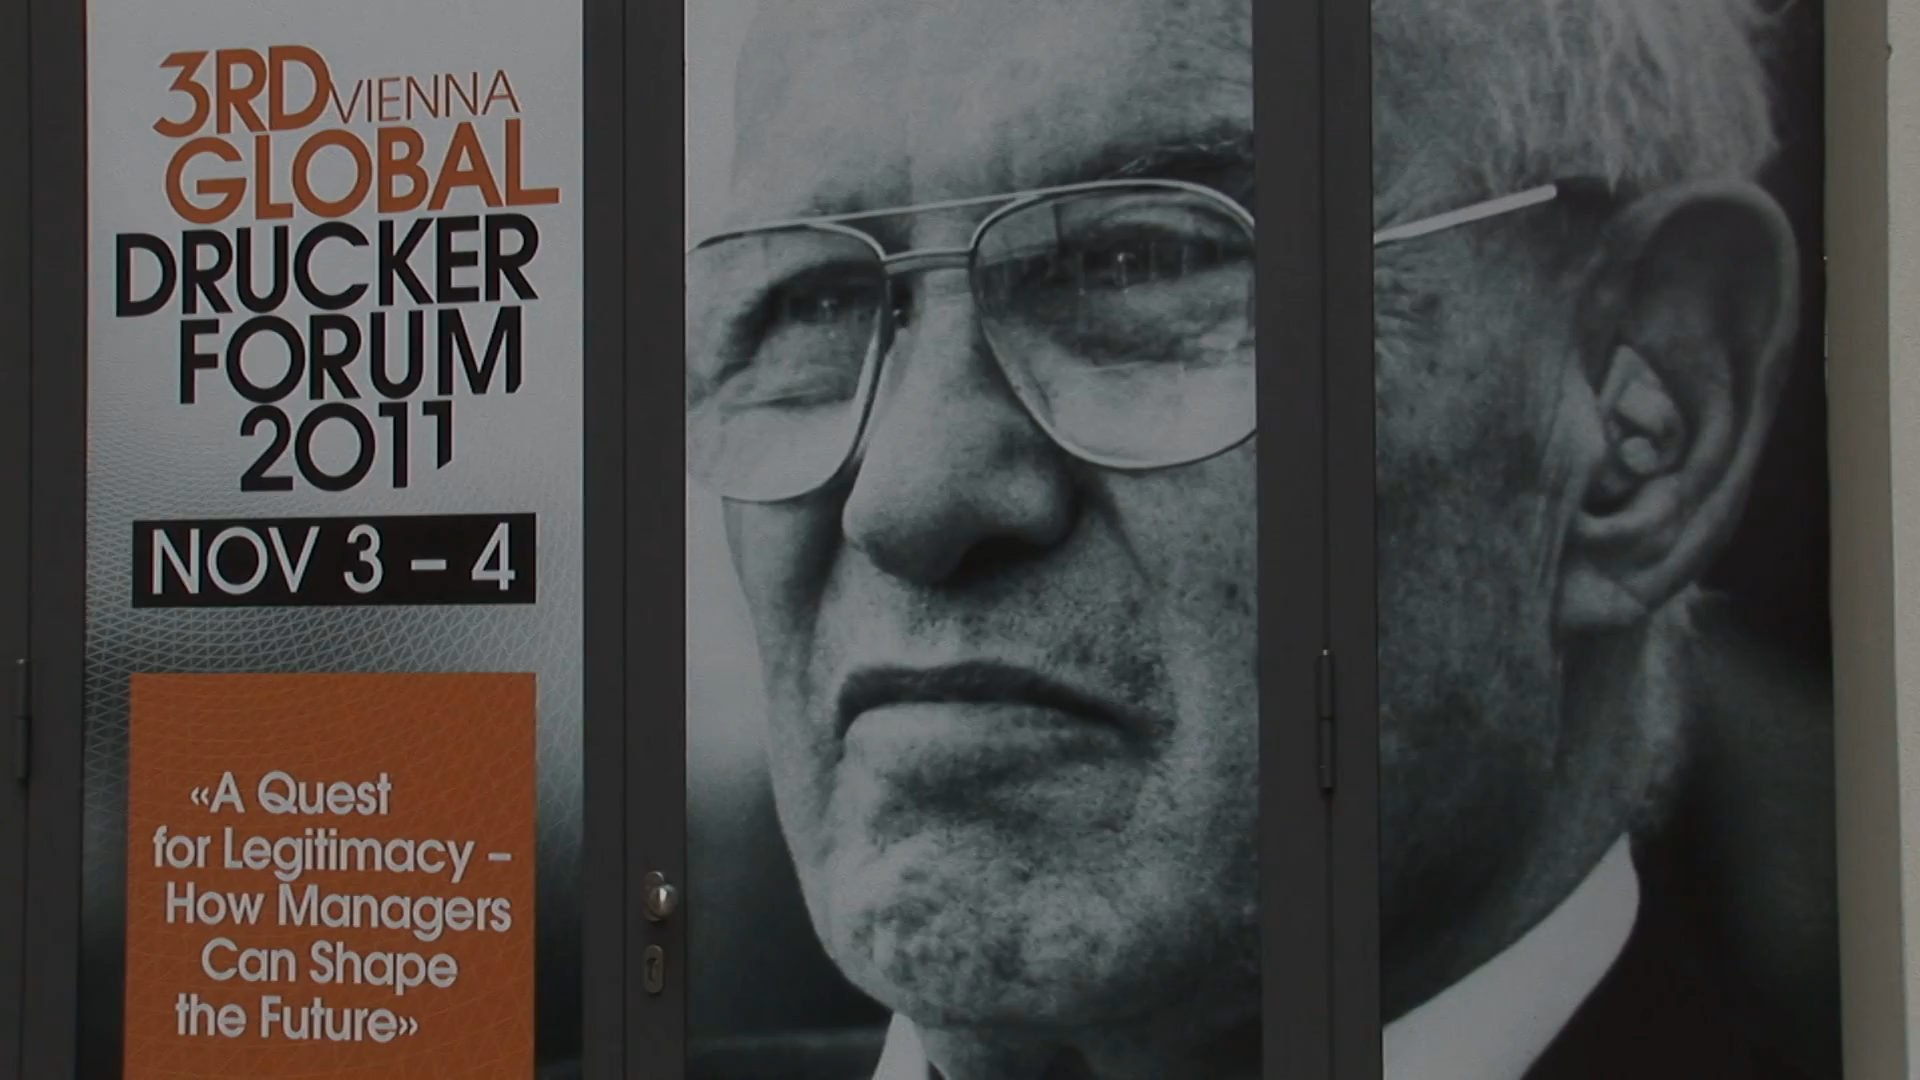 3RD VIENNA
GLOBAL
DRUCKER
FORUM
2011
NOV 3 – 4
«A Quest
for Legitimacy –
How Managers
Can Shape
the Future»